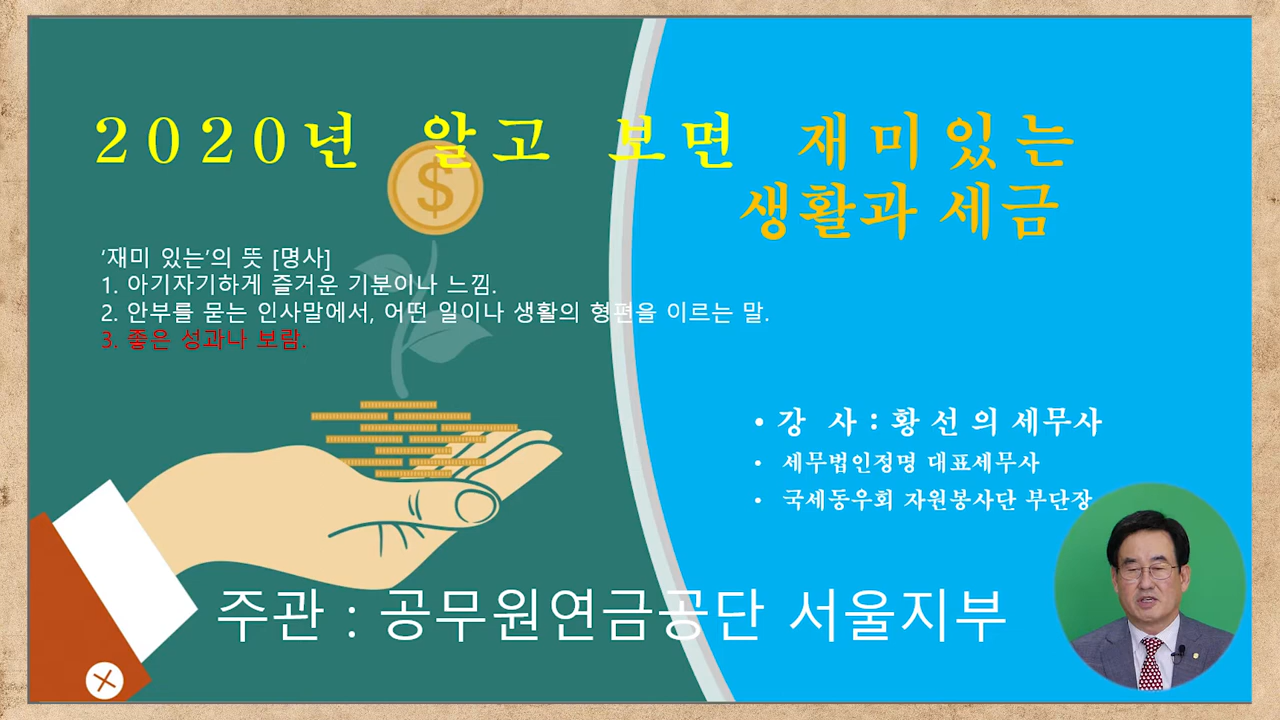 2020년 알고 보면 재미있는
생활과 세금
‘재미 있는’의 뜻 [명사]
1. 아기자기하게 즐거운 기분이나 느낌.
2. 안부를 묻는 인사말에서, 어떤 일이나 생활의 형편을 이르는 말.
3. 좋은 성과나 보람.
• 강 사 : 황 선 의 세무사
• 세무법인정명 대표세무사
• 국세동우회 자원봉사단 부단장
주관 : 공무원연금공단 서울지부
$